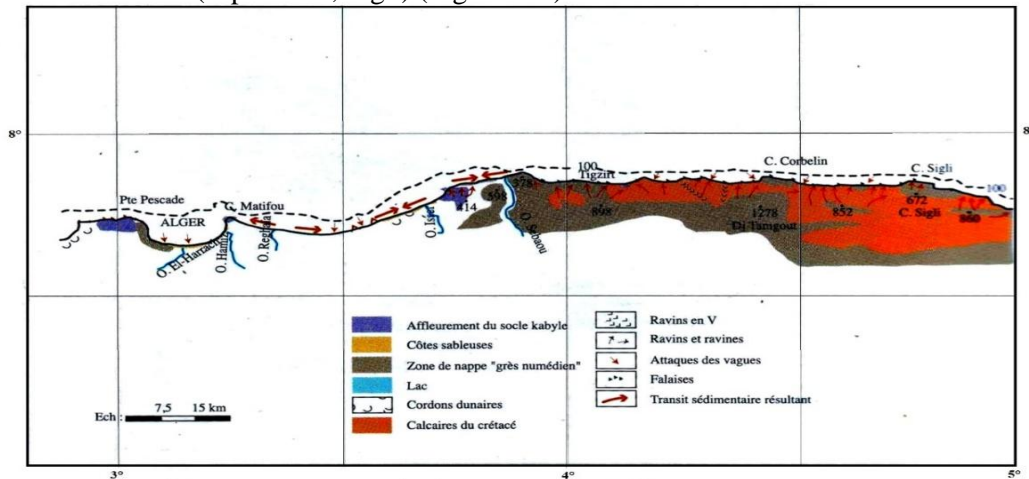 8°
8
100
C. Corbelin
C. Sigli
Tigzirt
100
Pte Pescade
C. Matifou
ALGER
O. El-Harrach
O. Hamiz
O. Reghaia
O. Isser
O. Sebaou
414
598
578
898
1278
Dj Tamgout
852
672
C. Sigli
Affleurement du socle kabyle
Côtes sableuses
Zone de nappe "grès numédien"
Lac
Cordons dunaires
Calcaires du crétacé
Ravins en V
Ravins et ravines
Attaques des vagues
Falaises
Transit sédimentaire résultant
Ech :
7,5 15 km
3°
4°
5°